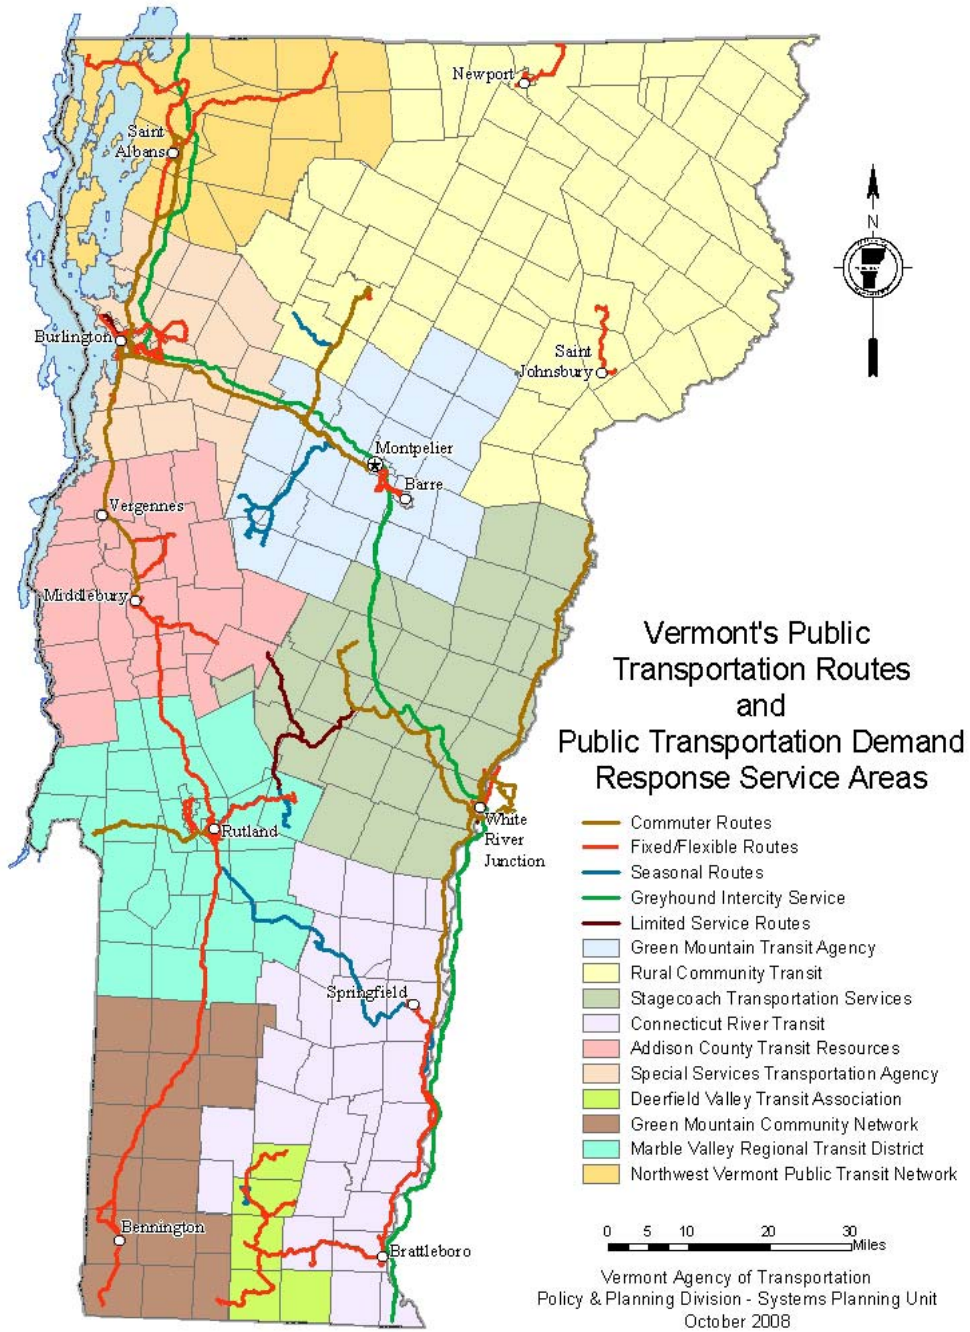 Newport
Saint
Albans
Burlington
Saint
Johnsbury
Montpelier
Barre
Vergennes
Middlebury
White
River
Junction
Rutland
Springfield
Bennington
Brattleboro
N
Vermont's Public
Transportation Routes
and
Public Transportation Demand
Response Service Areas
Commuter Routes
Fixed/Flexible Routes
Seasonal Routes
Greyhound Intercity Service
Limited Service Routes
Green Mountain Transit Agency
Rural Community Transit
Stagecoach Transportation Services
Connecticut River Transit
Addison County Transit Resources
Special Services Transportation Agency
Deerfield Valley Transit Association
Green Mountain Community Network
Marble Valley Regional Transit District
Northwest Vermont Public Transit Network
0 5 10 20 30
Miles
Vermont Agency of Transportation
Policy & Planning Division - Systems Planning Unit
October 2008